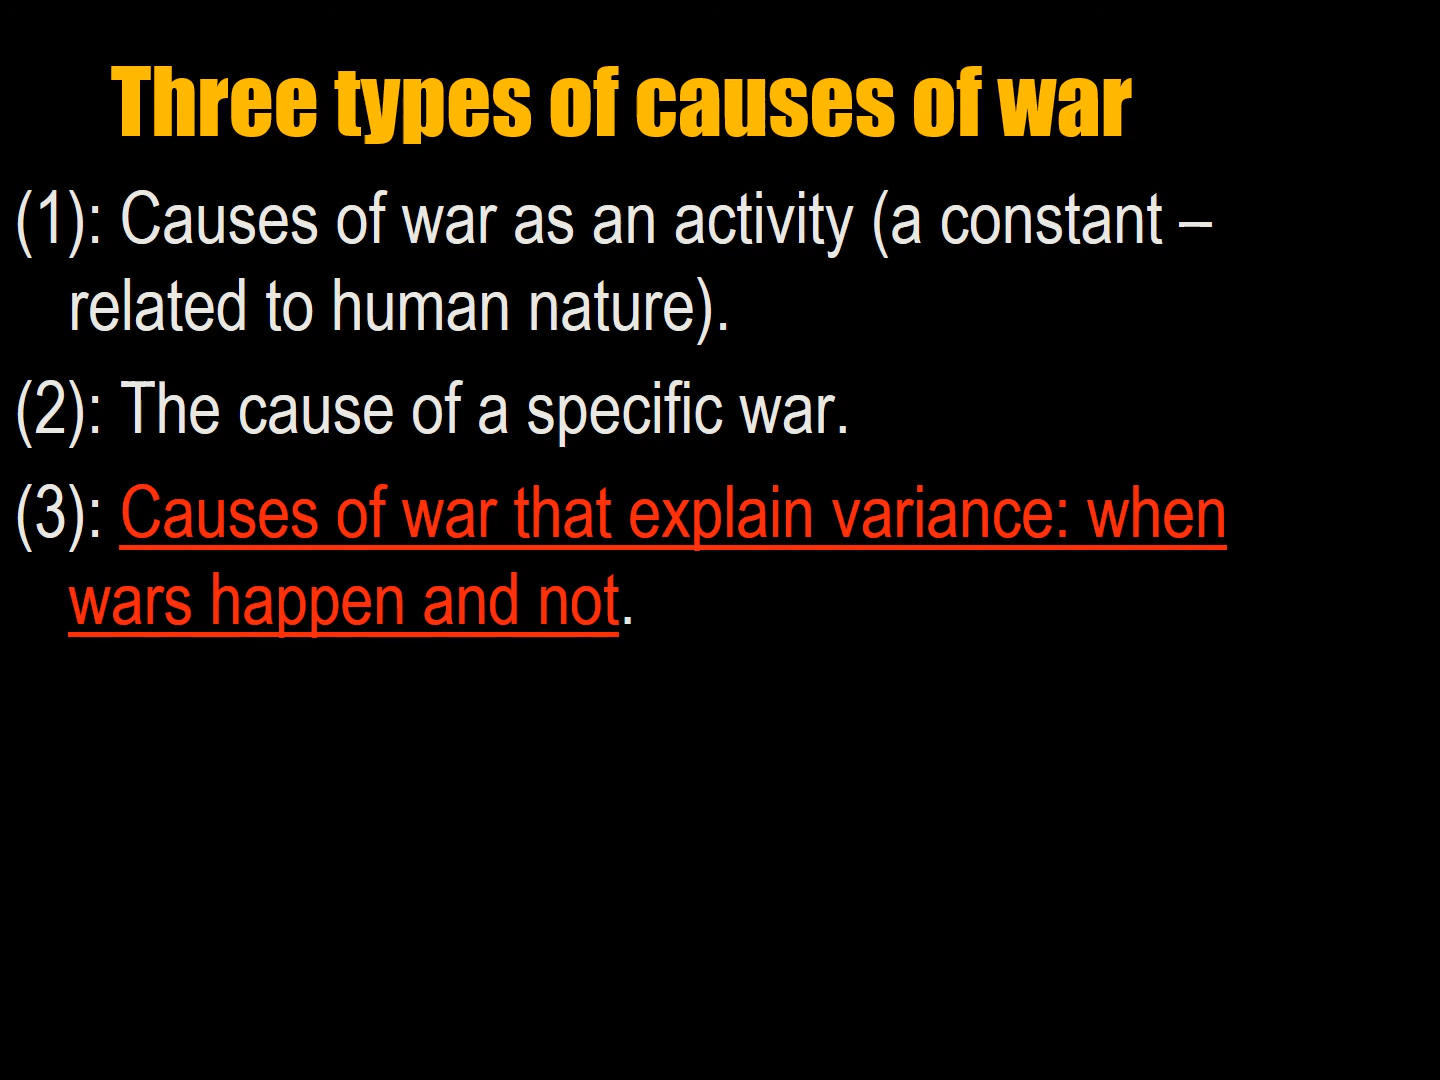 Three types of causes of war
(1): Causes of war as an activity (a constant –
related to human nature).
(2): The cause of a specific war.
(3): Causes of war that explain variance: when
wars happen and not.